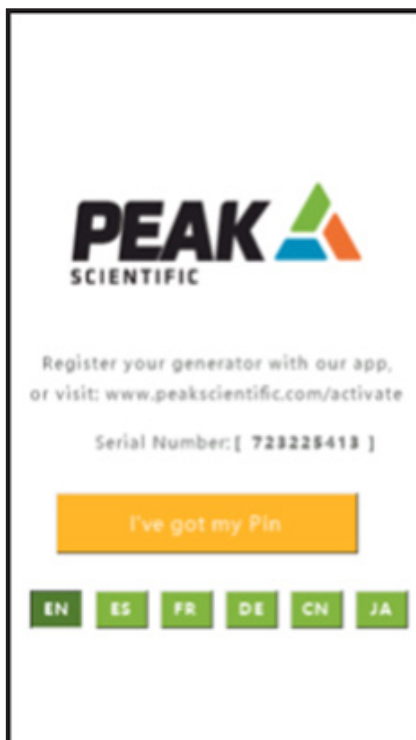 PEAK
SCIENTIFIC
Register your generator with our app,
or visit: www.peakscientific.com/activate
Serial Number: [ 723225413 ]
I've got my Pin
EN ES FR DE CN JA